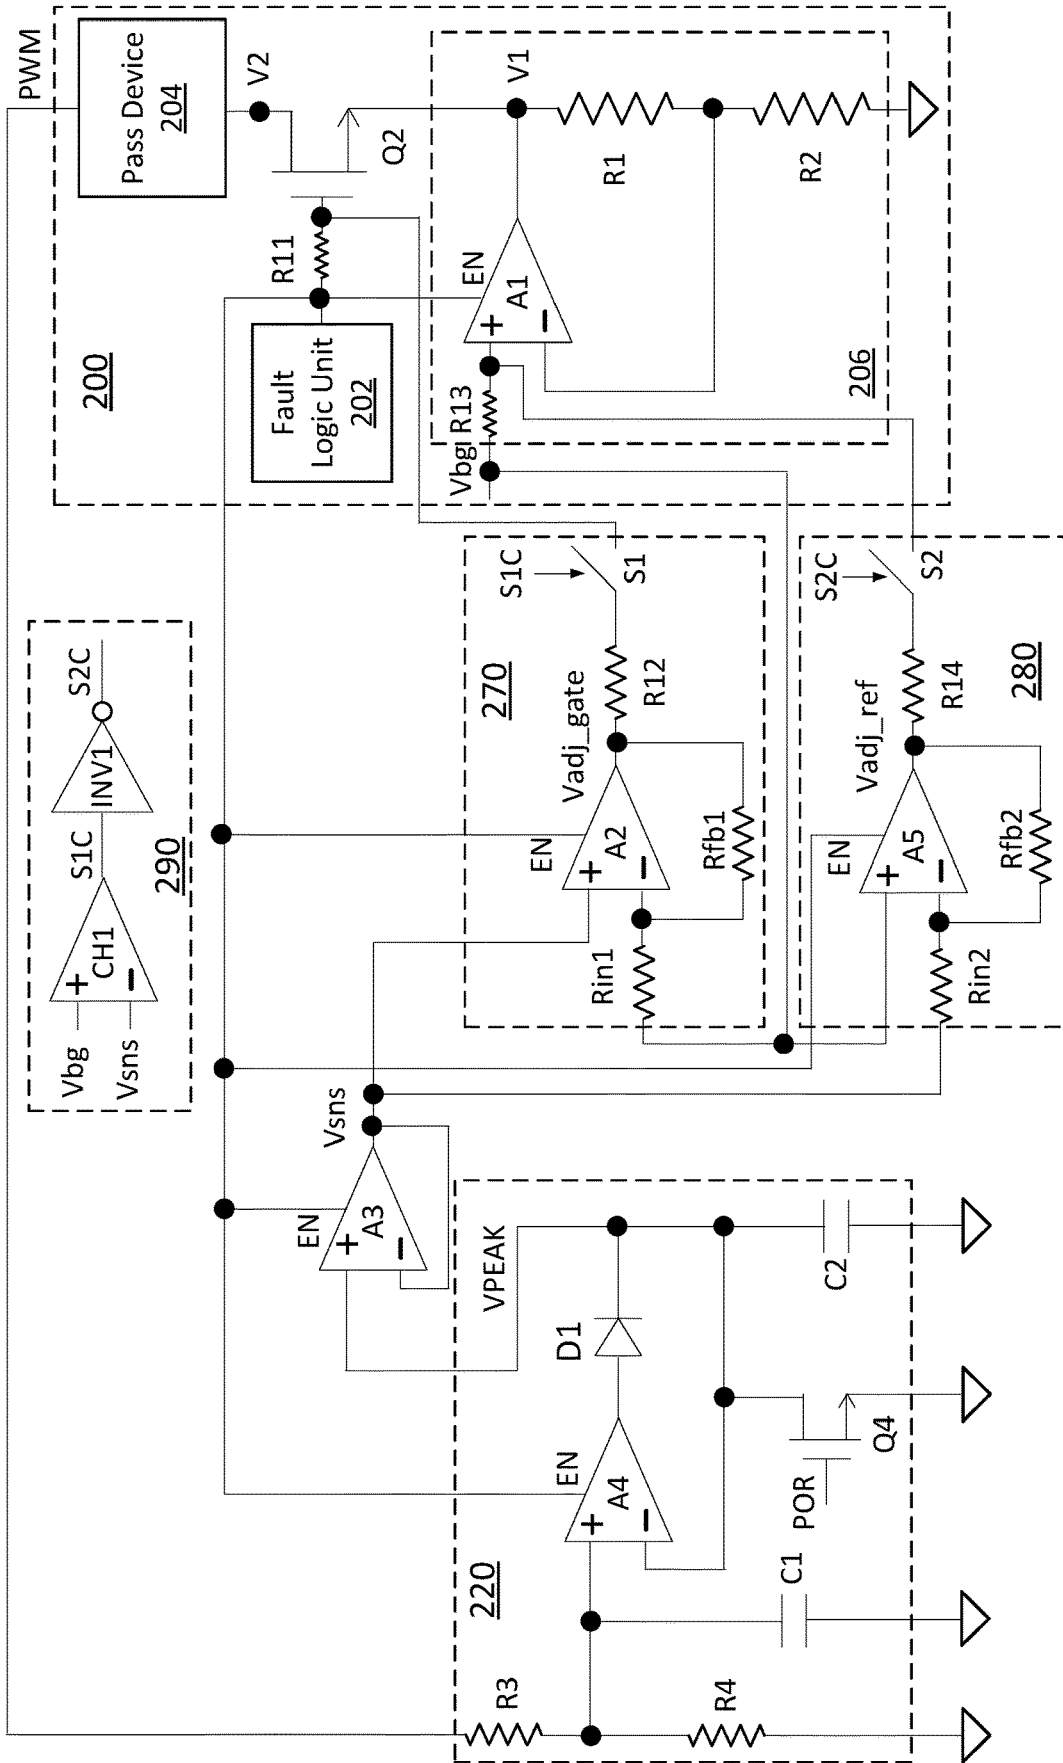 PWM
Pass Device
204
V2
Q2
200
R11
Fault
Logic Unit
202
EN
A1
+
−
V1
R1
R2
Vbg
R13
206
Vbg
Vsns
+
−
CH1
S1C
INV1
S2C
290
270
S1C
S1
EN
A2
+
−
Vadj_gate
R12
Rin1
Rfb1
280
S2C
S2
EN
A5
+
−
Vadj_ref
R14
Rin2
Rfb2
EN
A3
+
−
Vsns
220
VPEAK
EN
A4
+
−
D1
R3
R4
C1
POR
Q4
C2